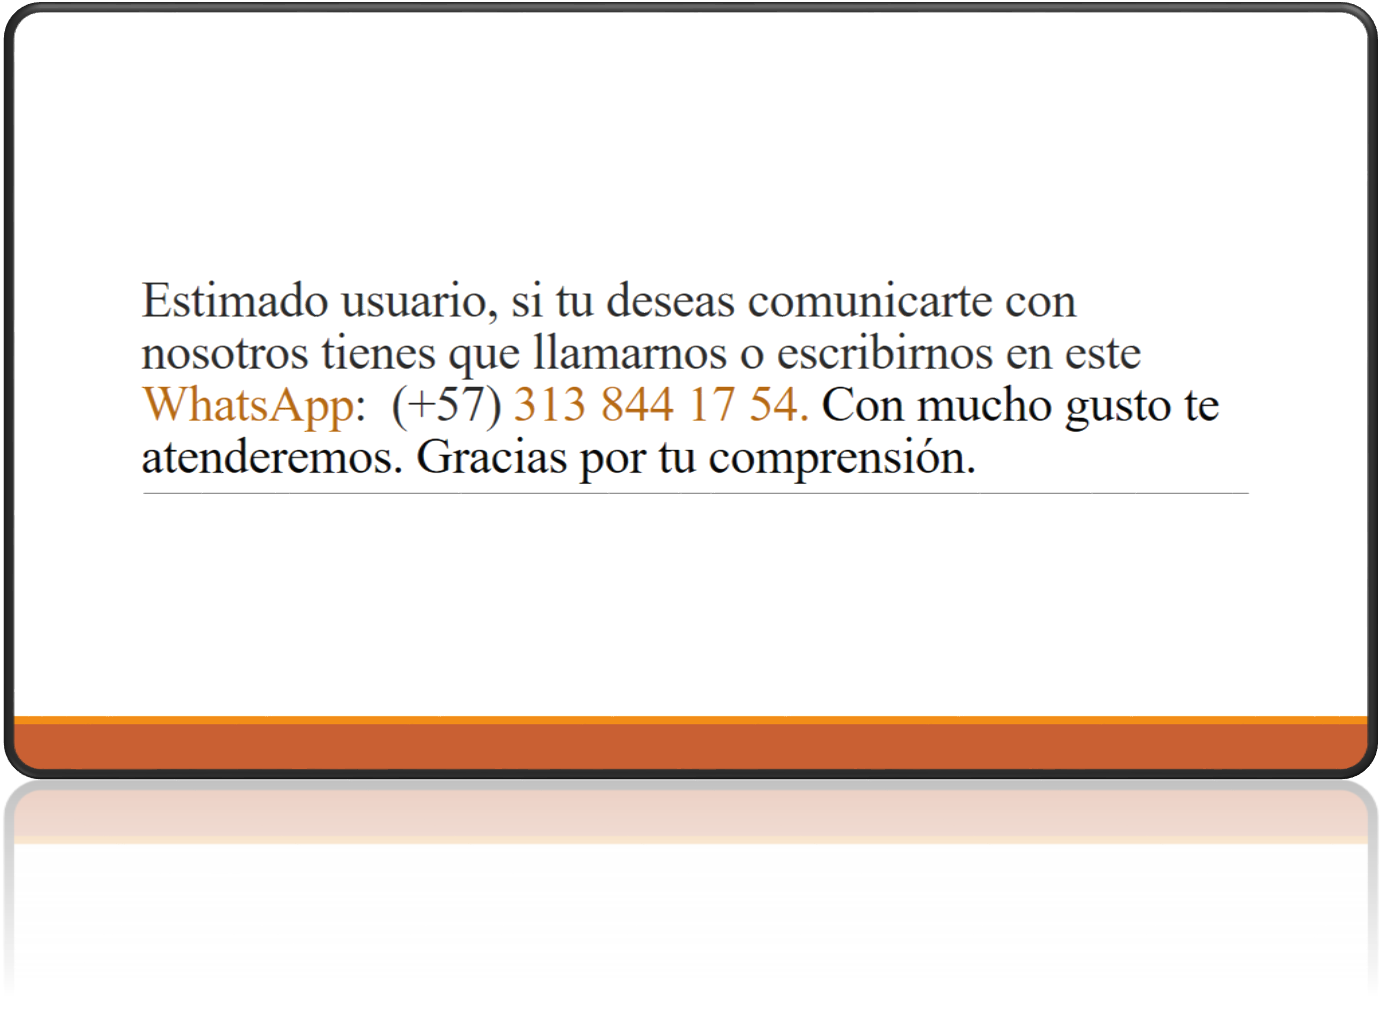 Estimado usuario, si tu deseas comunicarte con
nosotros tienes que llamarnos o escribirnos en este
WhatsApp:  (+57) 313 844 17 54. Con mucho gusto te
atenderemos. Gracias por tu comprensión.